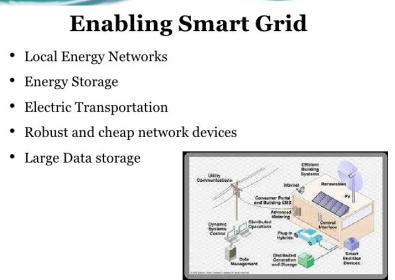 Enabling Smart Grid
• Local Energy Networks
• Energy Storage
• Electric Transportation
• Robust and cheap network devices
• Large Data storage
Efficient
Building
Systems
Utility
Communications
Internet
Renewables
Consumer Portal
and Building EMS
PV
Advanced
Metering
Dynamic
Systems
Control
Distribution
Operations
Control
Interface
Plug-In
Hybrids
Data
Management
Distributed
Generation
and Storage
Smart
End-Use
Devices